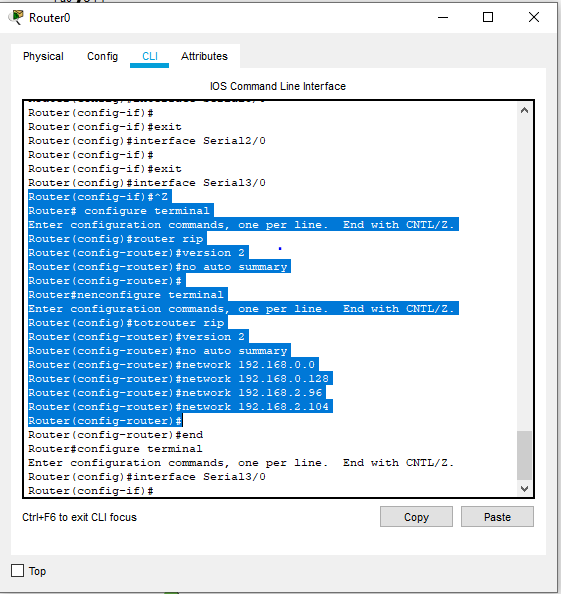 Router0
Physical Config CLI Attributes
IOS Command Line Interface
Router(config-if)#
Router(config-if)#exit
Router(config)#interface Serial2/0
Router(config-if)#
Router(config-if)#exit
Router(config)#interface Serial3/0
Router(config-if)#^Z
Router# configure terminal
Enter configuration commands, one per line.  End with CNTL/Z.
Router(config)#router rip
Router(config-router)#version 2
Router(config-router)#no auto summary
Router(config-router)#
Router#nenconfigure terminal
Enter configuration commands, one per line.  End with CNTL/Z.
Router(config)#totrouter rip
Router(config-router)#version 2
Router(config-router)#no auto summary
Router(config-router)#network 192.168.0.0
Router(config-router)#network 192.168.0.128
Router(config-router)#network 192.168.2.96
Router(config-router)#network 192.168.2.104
Router(config-router)#
Router(config-router)#end
Router#configure terminal
Enter configuration commands, one per line.  End with CNTL/Z.
Router(config)#interface Serial3/0
Router(config-if)#
Ctrl+F6 to exit CLI focus
Copy Paste
Top